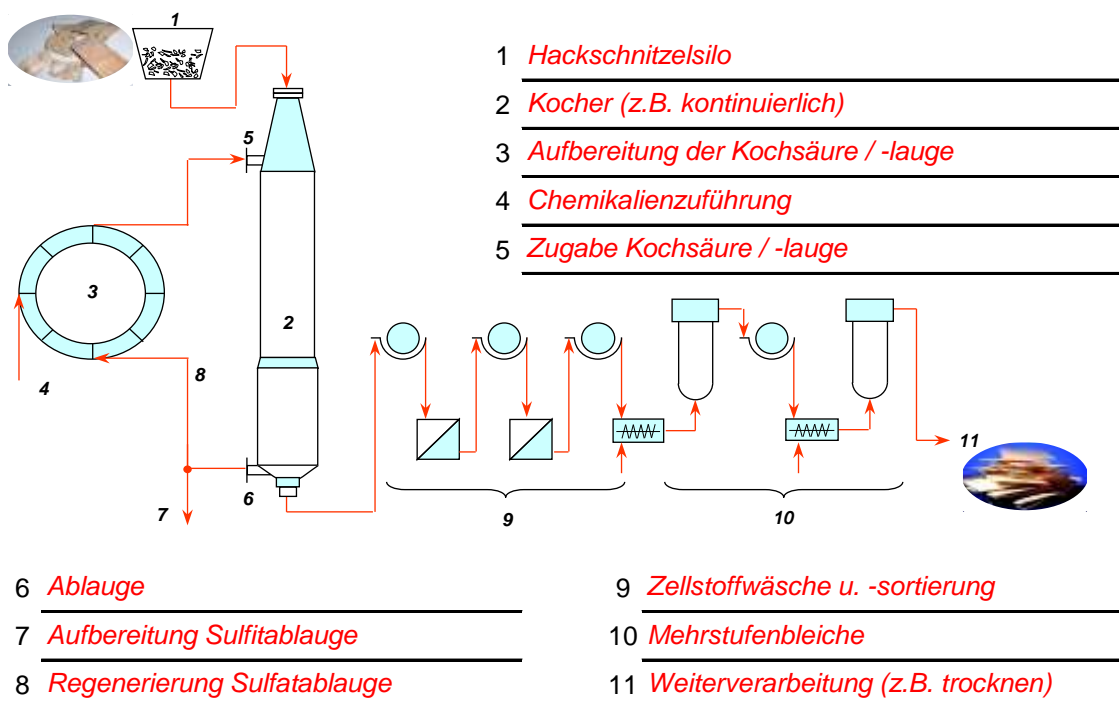 1
1 Hackschnitzelsilo
2 Kocher (z.B. kontinuierlich)
5
3 Aufbereitung der Kochsäure / -lauge
4 Chemikalienzuführung
5 Zugabe Kochsäure / -lauge
3
2
4
8
11
6
7
9
10
6 Ablauge
9 Zellstoffwäsche u. -sortierung
7 Aufbereitung Sulfitablauge
10 Mehrstufenbleiche
8 Regenerierung Sulfatablauge
11 Weiterverarbeitung (z.B. trocknen)